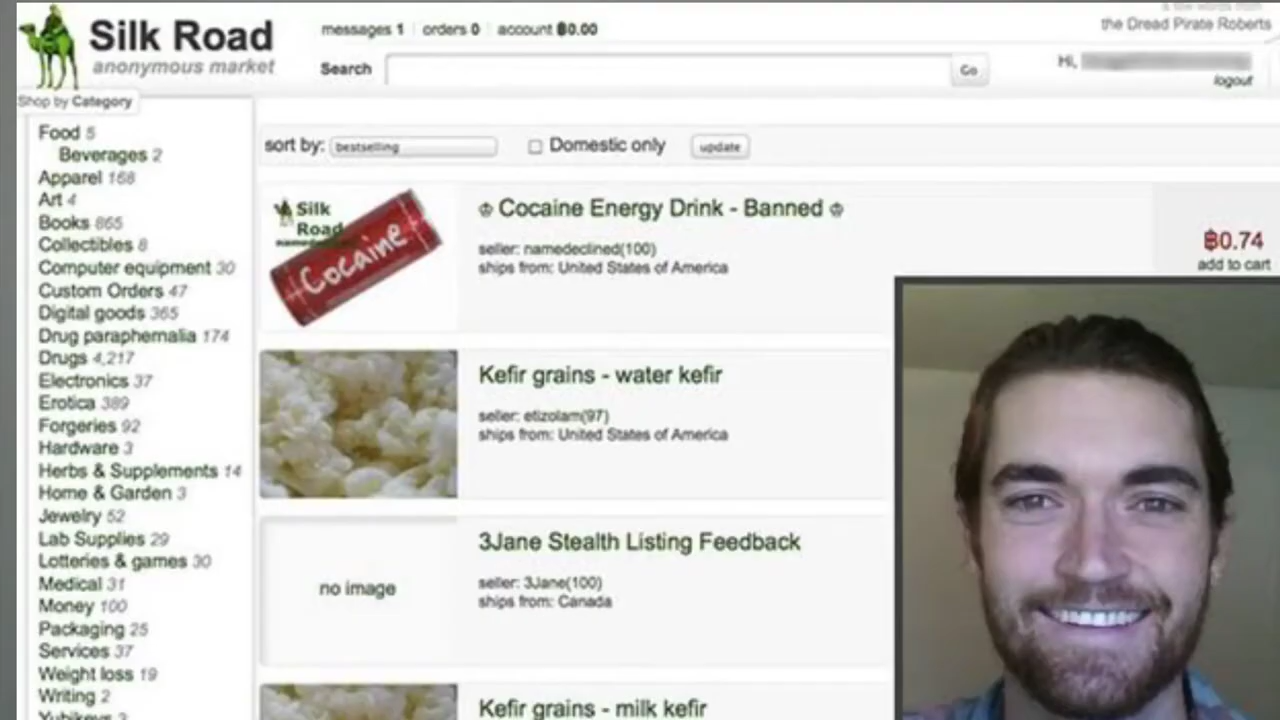 a few words from
the Dread Pirate Roberts
Silk Road
anonymous market
messages 1 orders 0 account ฿0.00
Search Go
Hi,
logout
Shop by Category
Food 5
Beverages 2
Apparel 168
Art 4
Books 865
Collectibles 8
Computer equipment 30
Custom Orders 47
Digital goods 365
Drug paraphernalia 174
Drugs 4,217
Electronics 37
Erotica 389
Forgeries 92
Hardware 3
Herbs & Supplements 14
Home & Garden 3
Jewelry 52
Lab Supplies 29
Lotteries & games 30
Medical 31
Money 100
Packaging 25
Services 37
Weight loss 19
Writing 2
Yubikeys 3
sort by: bestselling Domestic only update
Silk
Road
Cocaine
♔ Cocaine Energy Drink - Banned ♔
seller: namedeclined(100)
ships from: United States of America
฿0.74
add to cart
Kefir grains - water kefir
seller: etizolam(97)
ships from: United States of America
no image
3Jane Stealth Listing Feedback
seller: 3Jane(100)
ships from: Canada
Kefir grains - milk kefir